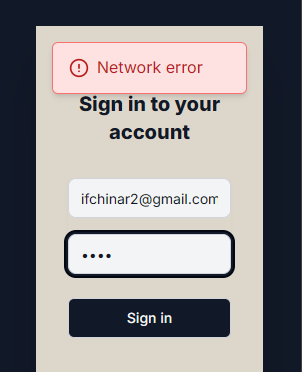 Network error
Sign in to your
account
ifchinar2@gmail.com
••••
Sign in